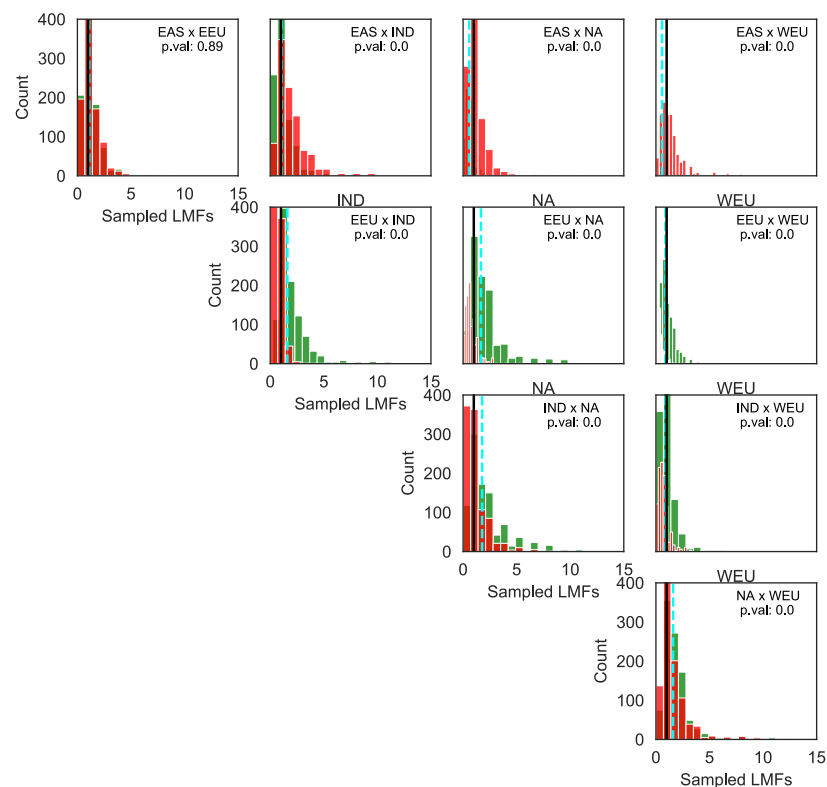 EAS x EEU
p.val: 0.89
EAS x IND
p.val: 0.0
EAS x NA
p.val: 0.0
EAS x WEU
p.val: 0.0
Count
400
300
200
100
0
0 5 10 15
Sampled LMFs
IND
NA
WEU
EEU x IND
p.val: 0.0
EEU x NA
p.val: 0.0
EEU x WEU
p.val: 0.0
Count
400
300
200
100
0
0 5 10 15
Sampled LMFs
NA
WEU
IND x NA
p.val: 0.0
IND x WEU
p.val: 0.0
Count
400
300
200
100
0
0 5 10 15
Sampled LMFs
WEU
NA x WEU
p.val: 0.0
Count
400
300
200
100
0
0 5 10 15
Sampled LMFs